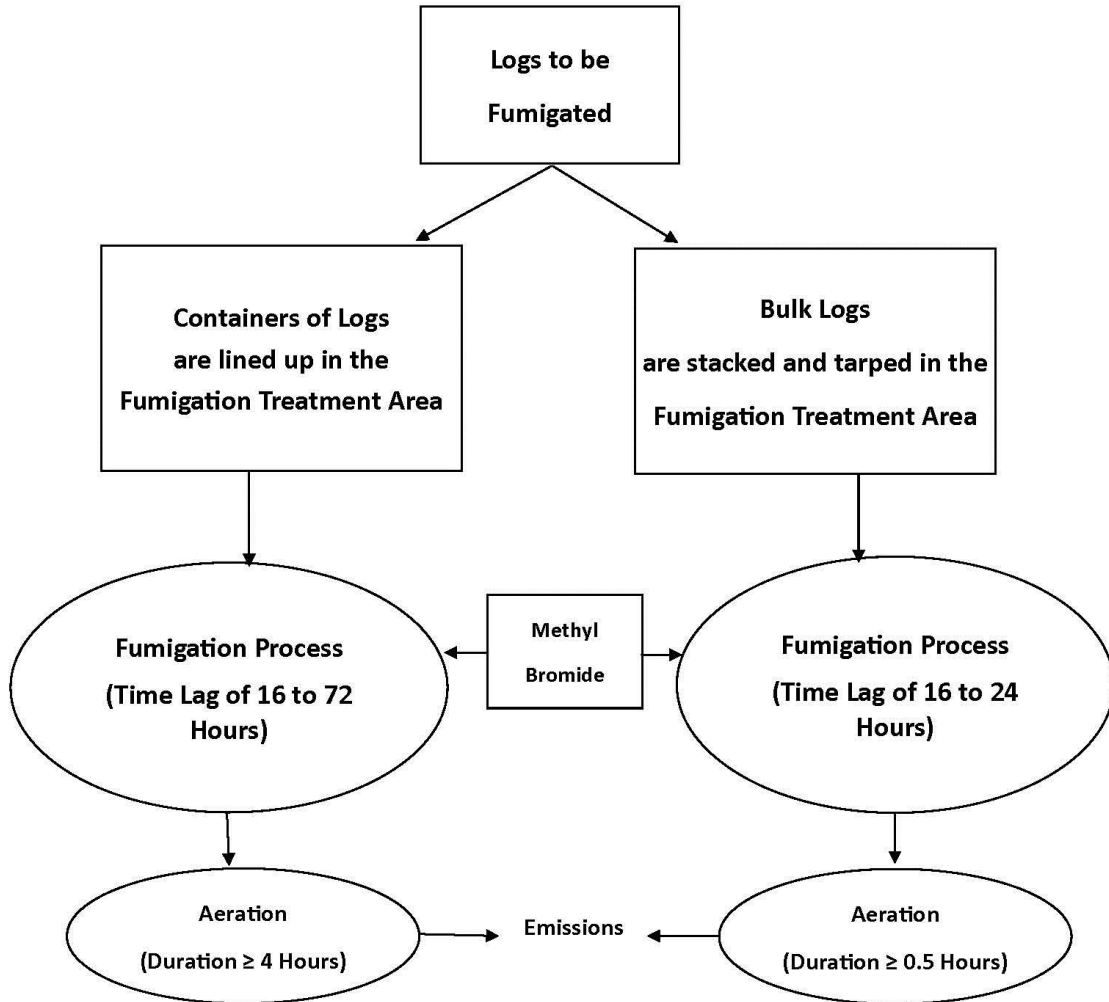 Logs to be
Fumigated
Containers of Logs
are lined up in the
Fumigation Treatment Area
Bulk Logs
are stacked and tarped in the
Fumigation Treatment Area
Fumigation Process
(Time Lag of 16 to 72
Hours)
Methyl
Bromide
Fumigation Process
(Time Lag of 16 to 24
Hours)
Aeration
(Duration ≥ 4 Hours)
Emissions
Aeration
(Duration ≥ 0.5 Hours)